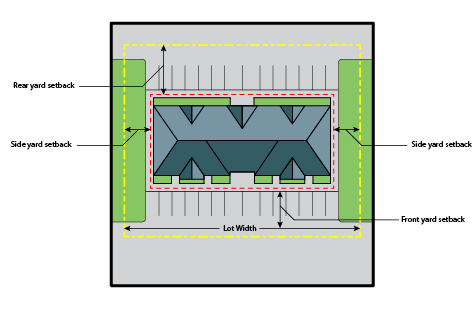 Rear yard setback
Side yard setback
Side yard setback
Front yard setback
Lot Width